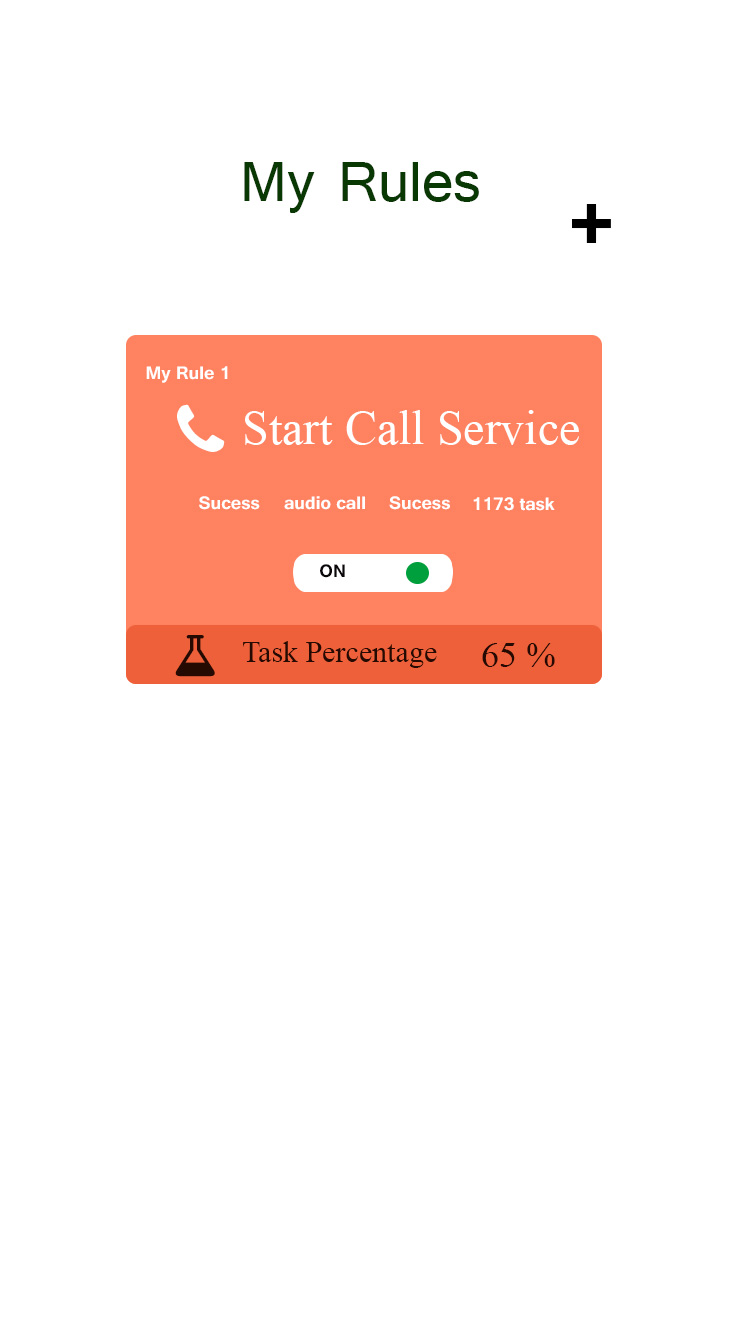 My Rules
My Rule 1
Start Call Service
Sucess audio call Sucess 1173 task
ON
Task Percentage 65 %